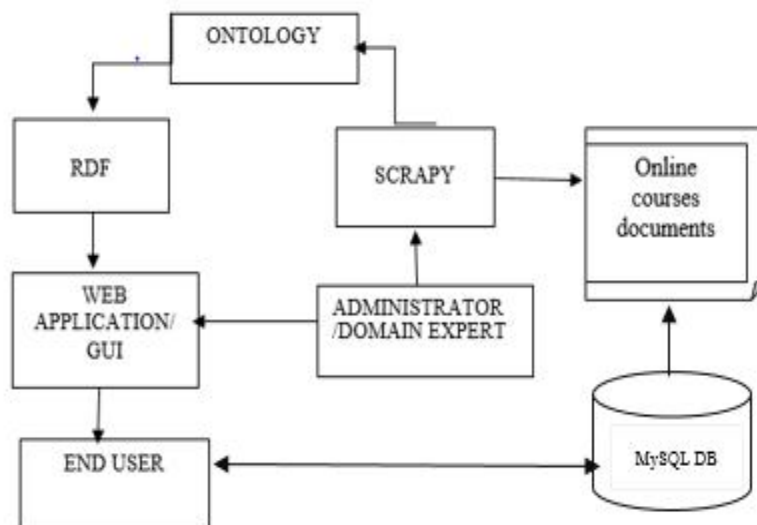 ONTOLOGY
RDF
SCRAPY
Online
courses
documents
WEB
APPLICATION/
GUI
ADMINISTRATOR
/DOMAIN EXPERT
END USER
MySQL DB